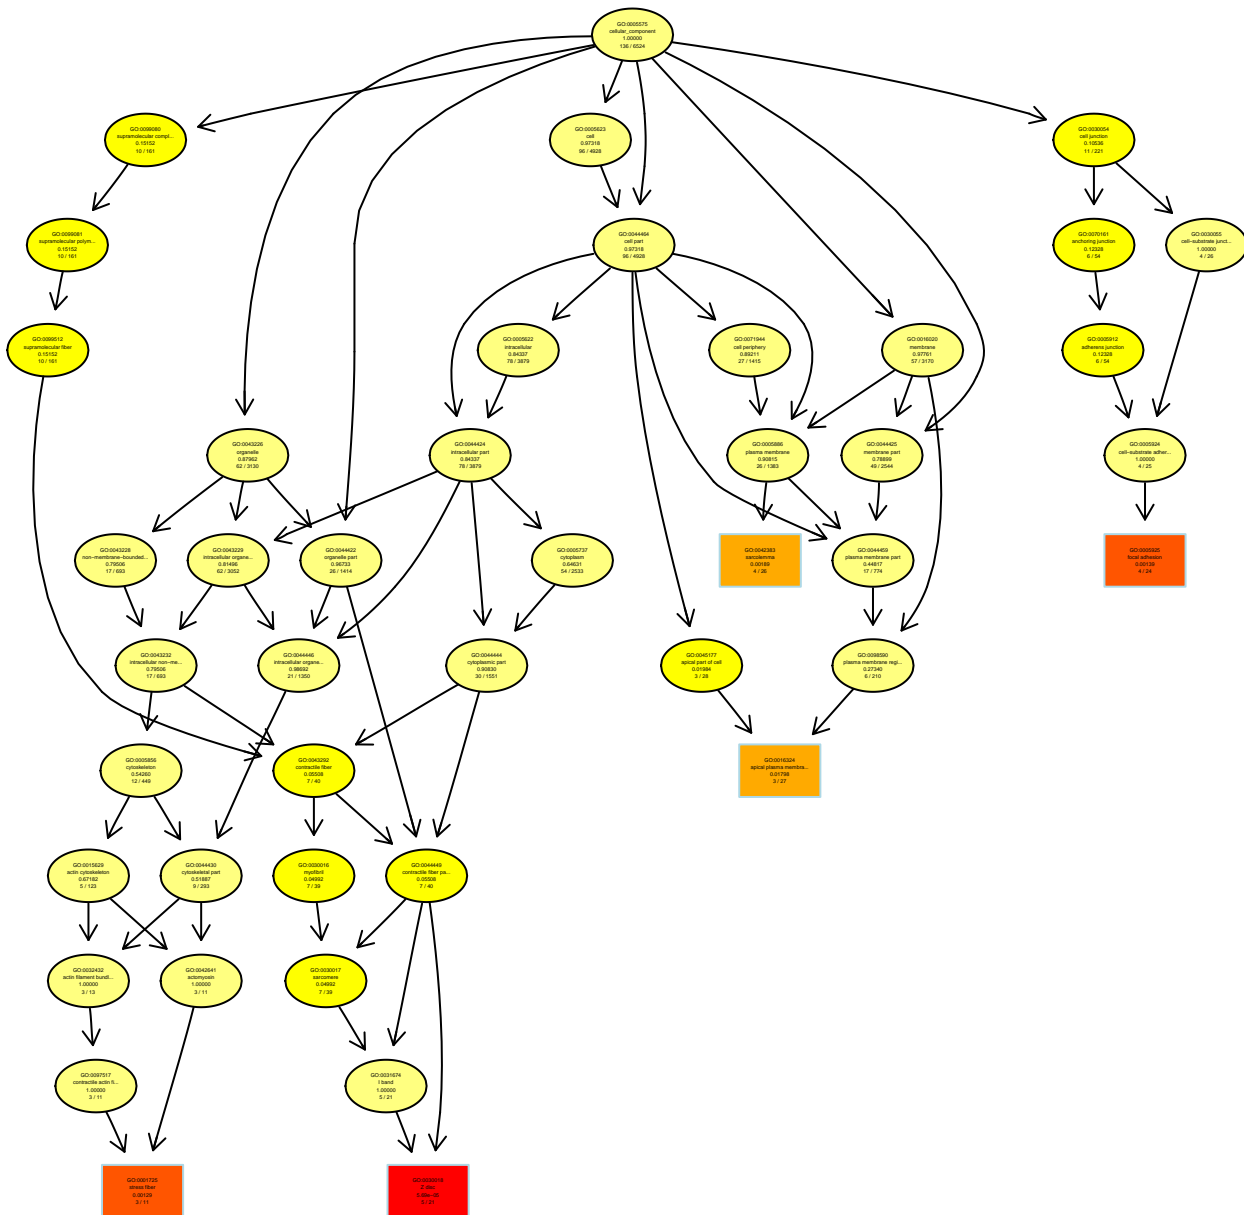 GO:0005575
cellular_component
1.00000
136 / 6524
GO:0098080
supramolecular compl...
0.15152
10 / 161
GO:0005623
cell
0.97318
96 / 4928
GO:0030054
cell junction
0.10536
11 / 221
GO:0099081
supramolecular polym...
0.15152
10 / 161
GO:0044464
cell part
0.97318
96 / 4928
GO:0070161
anchoring junction
0.12328
6 / 54
GO:0030055
cell−substrate junct...
1.00000
4 / 26
GO:0099512
supramolecular fiber
0.15152
10 / 161
GO:0005622
intracellular
0.84337
78 / 3879
GO:0071944
cell periphery
0.89211
27 / 1415
GO:0016020
membrane
0.97761
57 / 3170
GO:0005912
adherens junction
0.12328
6 / 54
GO:0043226
organelle
0.87962
62 / 3130
GO:0044424
intracellular part
0.84337
78 / 3879
GO:0005886
plasma membrane
0.90815
26 / 1383
GO:0044425
membrane part
0.78899
49 / 2544
GO:0005924
cell−substrate adher...
1.00000
4 / 25
GO:0043228
non−membrane−bounded...
0.79506
17 / 693
GO:0043229
intracellular organe...
0.81496
62 / 3052
GO:0044422
organelle part
0.96733
26 / 1414
GO:0005737
cytoplasm
0.64631
54 / 2533
GO:0042383
sarcolemma
0.00189
4 / 26
GO:0044459
plasma membrane part
0.44817
17 / 774
GO:0005925
focal adhesion
0.00139
4 / 24
GO:0043232
intracellular non−me...
0.79506
17 / 693
GO:0044446
intracellular organe...
0.98692
21 / 1350
GO:0044444
cytoplasmic part
0.90830
30 / 1551
GO:0045177
apical part of cell
0.01984
3 / 28
GO:0098590
plasma membrane regi...
0.27340
6 / 210
GO:0005856
cytoskeleton
0.54260
12 / 449
GO:0043292
contractile fiber
0.05508
7 / 40
GO:0016324
apical plasma membra...
0.01798
3 / 27
GO:0015629
actin cytoskeleton
0.67182
5 / 123
GO:0044430
cytoskeletal part
0.51887
9 / 293
GO:0030016
myofibril
0.04992
7 / 39
GO:0044449
contractile fiber pa...
0.05508
7 / 40
GO:0032432
actin filament bundl...
1.00000
3 / 13
GO:0042641
actomyosin
1.00000
3 / 11
GO:0030017
sarcomere
0.04992
7 / 39
GO:0097517
contractile actin fi...
1.00000
3 / 11
GO:0031674
I band
1.00000
5 / 21
GO:0001725
stress fiber
0.00129
3 / 11
GO:0030018
Z disc
5 / 21